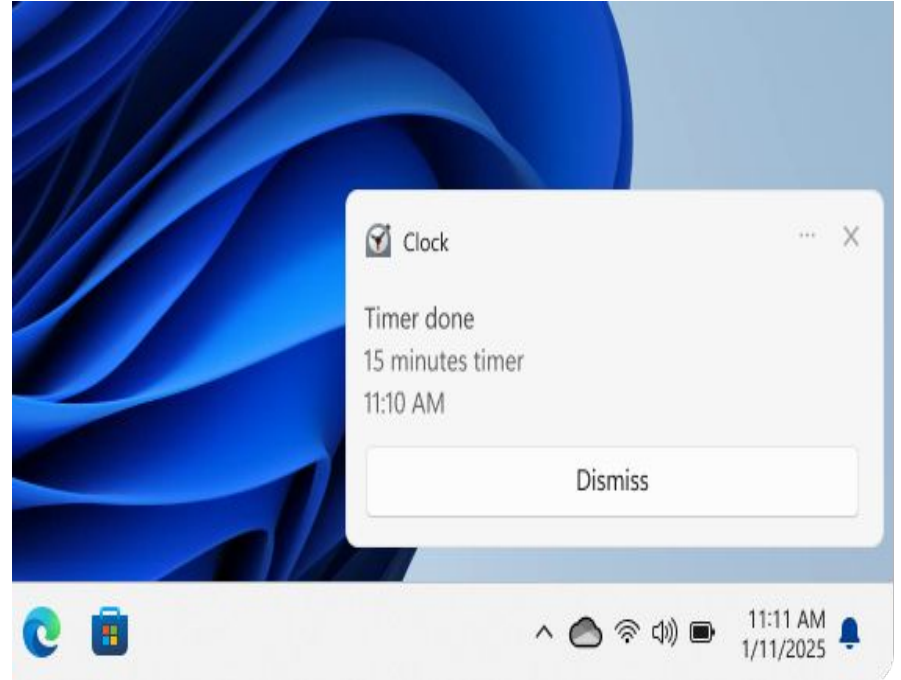 Clock
Timer done
15 minutes timer
11:10 AM
Dismiss
11:11 AM
1/11/2025